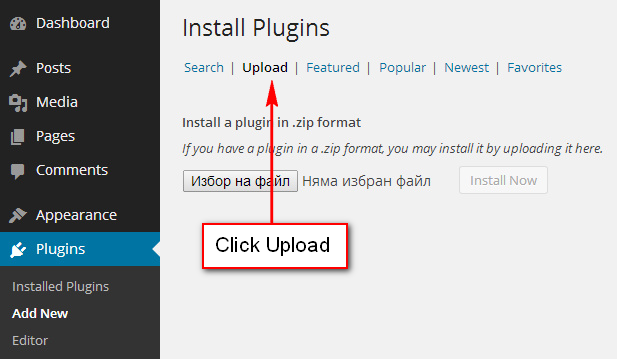 Dashboard
Posts
Media
Pages
Comments
Appearance
Plugins
Installed Plugins
Add New
Editor
Install Plugins
Search | Upload | Featured | Popular | Newest | Favorites
Install a plugin in .zip format
If you have a plugin in a .zip format, you may install it by uploading it here.
Избор на файл Няма избран файл Install Now
Click Upload